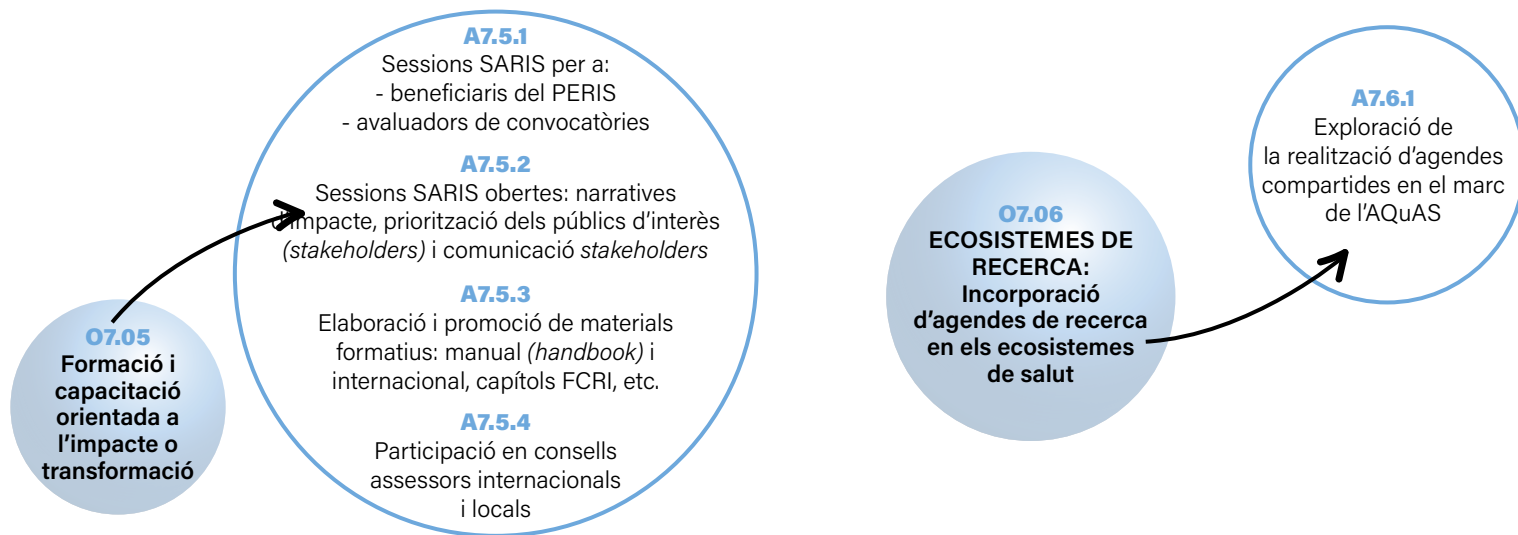 A7.5.1
Sessions SARIS per a:
- beneficiaris del PERIS
- avaluadors de convocatòries
A7.5.2
Sessions SARIS obertes: narratives
d'impacte, priorització dels públics d'interès
(stakeholders) i comunicació stakeholders
A7.5.3
Elaboració i promoció de materials
formatius: manual (handbook) i
internacional, capítols FCRI, etc.
A7.5.4
Participació en consells
assessors internacionals
i locals
O7.05
Formació i
capacitació
orientada a
l'impacte o
transformació
A7.6.1
Exploració de
la realització d'agendes
compartides en el marc
de l'AQuAS
O7.06
ECOSISTEMES DE
RECERCA:
Incorporació
d'agendes de recerca
en els ecosistemes
de salut